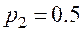 p₂ = 0.5